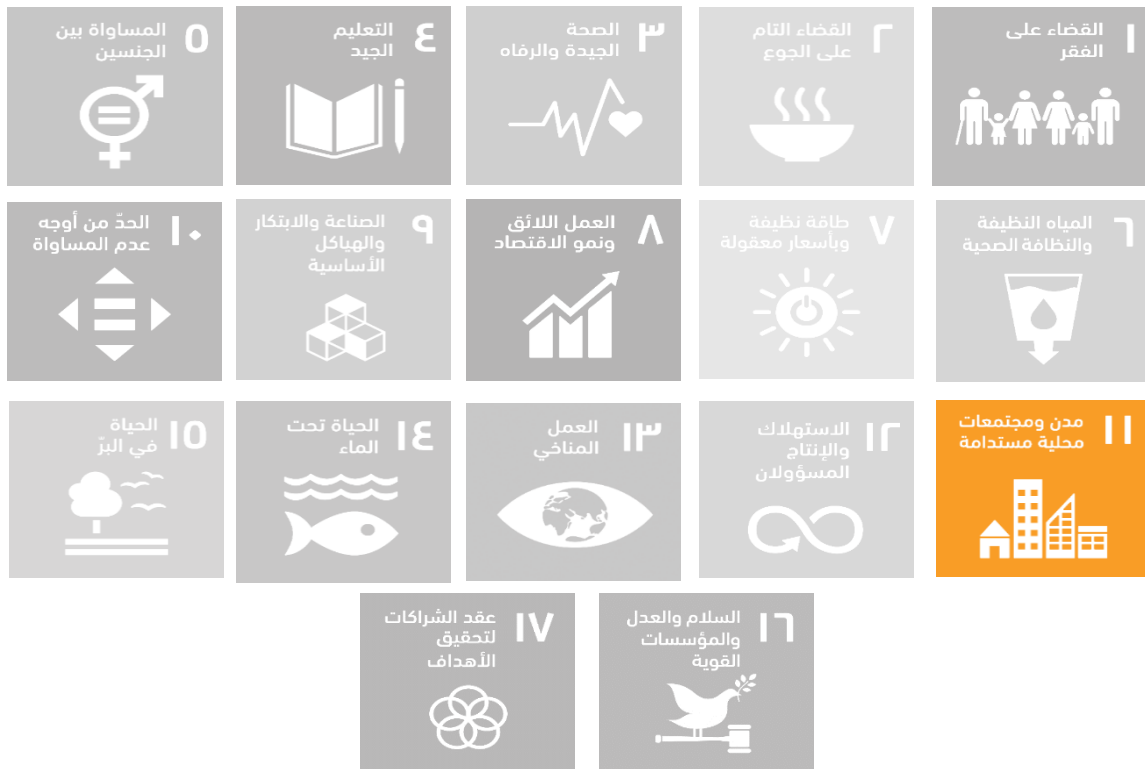 ١
القضاء على
الفقر
٢
القضاء التام
على الجوع
٣
الصحة
الجيدة والرفاه
٤
التعليم
الجيد
٥
المساواة بين
الجنسين
٦
المياه النظيفة
والنظافة الصحية
٧
طاقة نظيفة
وبأسعار معقولة
٨
العمل اللائق
ونمو الاقتصاد
٩
الصناعة والابتكار
والهياكل
الأساسية
١٠
الحدّ من أوجه
عدم المساواة
١١
مدن ومجتمعات
محلية مستدامة
١٢
الاستهلاك
والإنتاج
المسؤولان
١٣
العمل
المناخي
١٤
الحياة تحت
الماء
١٥
الحياة
في البرّ
١٦
السلام والعدل
والمؤسسات
القوية
١٧
عقد الشراكات
لتحقيق
الأهداف